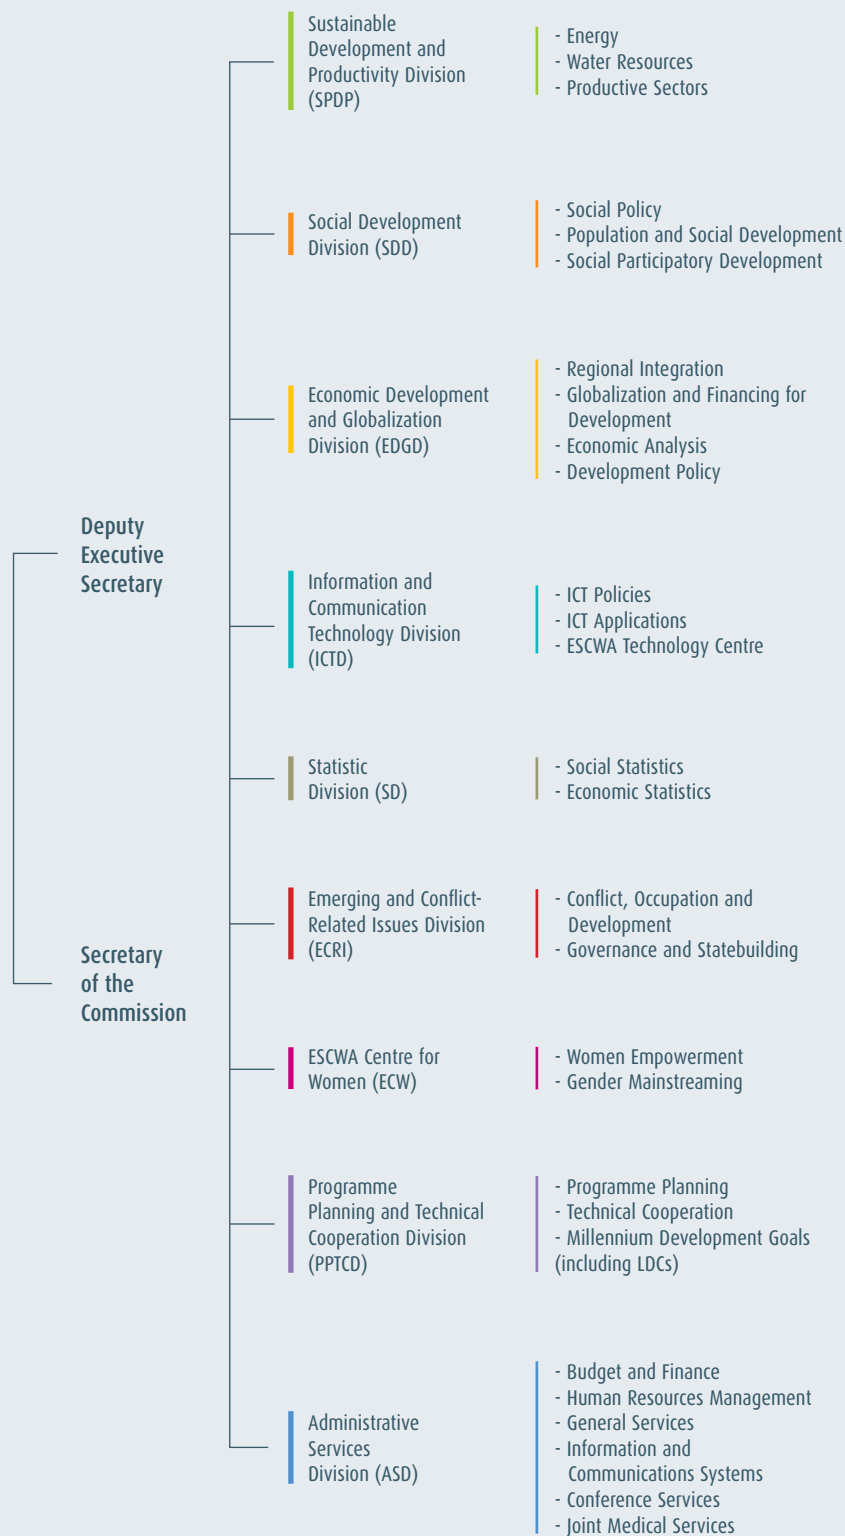 Sustainable
Development and
Productivity Division
(SPDP)
- Energy
- Water Resources
- Productive Sectors
Social Development
Division (SDD)
- Social Policy
- Population and Social Development
- Social Participatory Development
Economic Development
and Globalization
Division (EDGD)
- Regional Integration
- Globalization and Financing for
Development
- Economic Analysis
- Development Policy
Deputy
Executive
Secretary
Information and
Communication
Technology Division
(ICTD)
- ICT Policies
- ICT Applications
- ESCWA Technology Centre
Statistic
Division (SD)
- Social Statistics
- Economic Statistics
Emerging and Conflict-
Related Issues Division
(ECRI)
- Conflict, Occupation and
Development
- Governance and Statebuilding
Secretary
of the
Commission
ESCWA Centre for
Women (ECW)
- Women Empowerment
- Gender Mainstreaming
Programme
Planning and Technical
Cooperation Division
(PPTCD)
- Programme Planning
- Technical Cooperation
- Millennium Development Goals
(including LDCs)
Administrative
Services
Division (ASD)
- Budget and Finance
- Human Resources Management
- General Services
- Information and
Communications Systems
- Conference Services
- Joint Medical Services